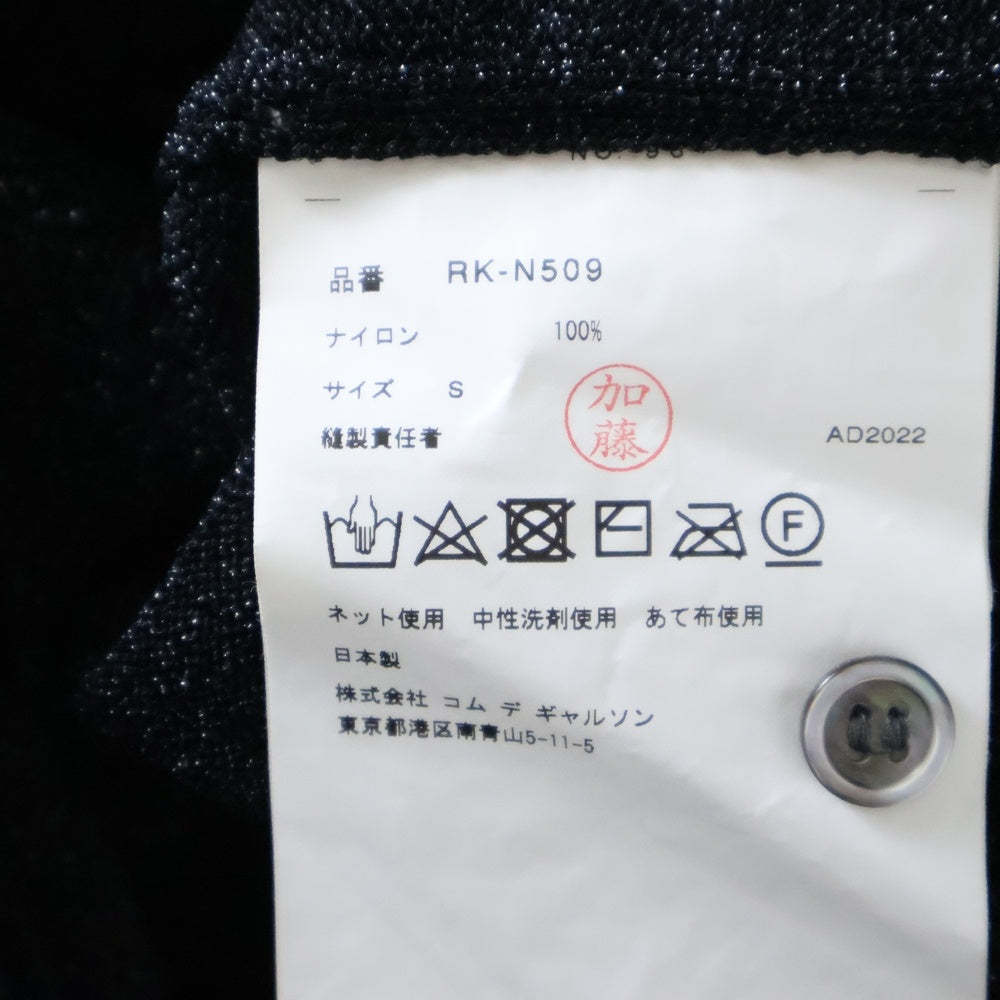 品番 RK-N509
ナイロン 100%
サイズ S
加藤
縫製責任者 AD2022
F
ネット使用 中性洗剤使用 あて布使用
日本製
株式会社 コム デ ギャルソン
東京都港区南青山5-11-5